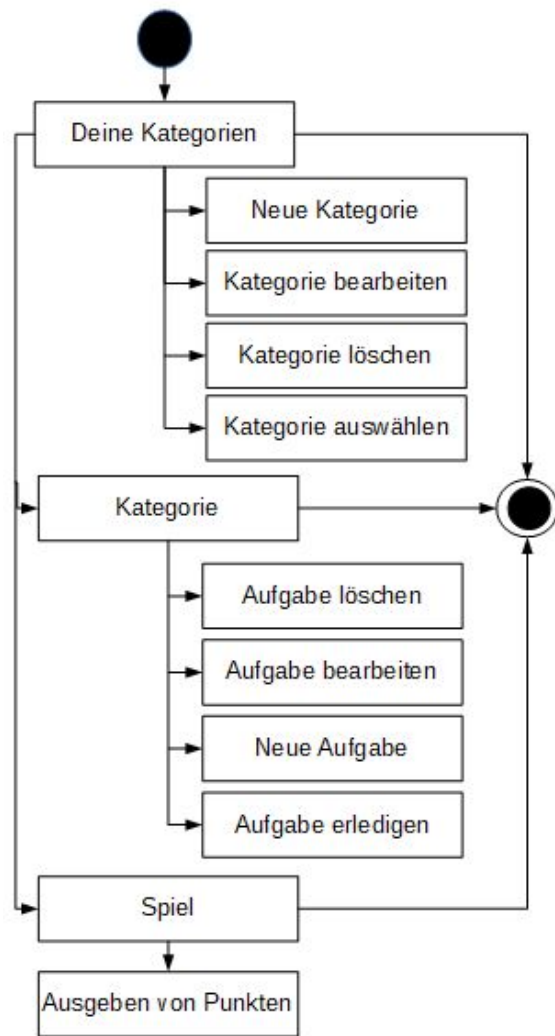 Deine Kategorien
Neue Kategorie
Kategorie bearbeiten
Kategorie löschen
Kategorie auswählen
Kategorie
Aufgabe löschen
Aufgabe bearbeiten
Neue Aufgabe
Aufgabe erledigen
Spiel
Ausgeben von Punkten